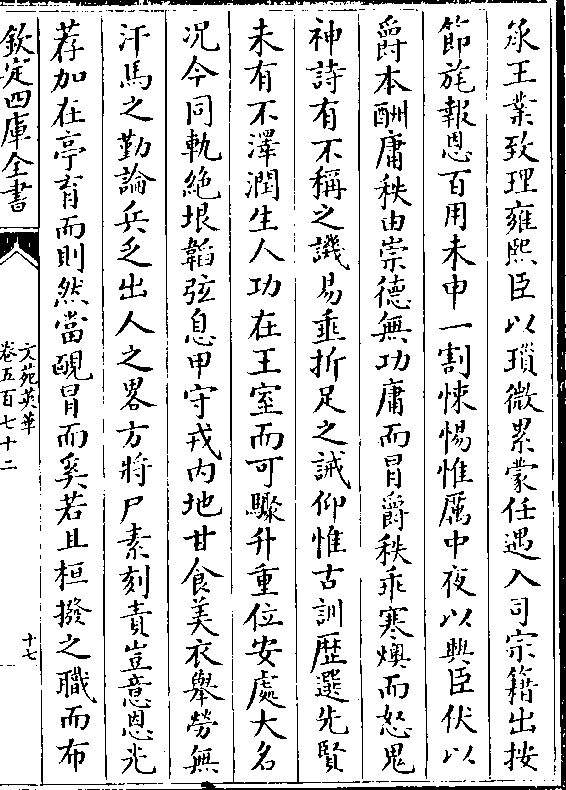 承王業致理雍熙臣以瑣微累蒙任遇入司宗籍出按
節旄報恩百用未申一割悚惕惟厲中夜以興臣伏以
爵本酬庸秩由崇德無功庸而冒爵秩乖寒燠而怒鬼
神詩有不稱之譏易垂折足之誡仰惟古訓歴選先賢
未有不澤潤生人功在王室而可驟升重位安處大名
况今同軌絶垠韜弦息甲守戎内地甘食美衣舉勞無
汗馬之勤論兵乏出人之畧方將尸素刻責豈意恩光
荐加在亭育而則然當靦冒而奚若且桓撥之職而布
欽定四庫全書
文苑英華
卷五百七十二
十七